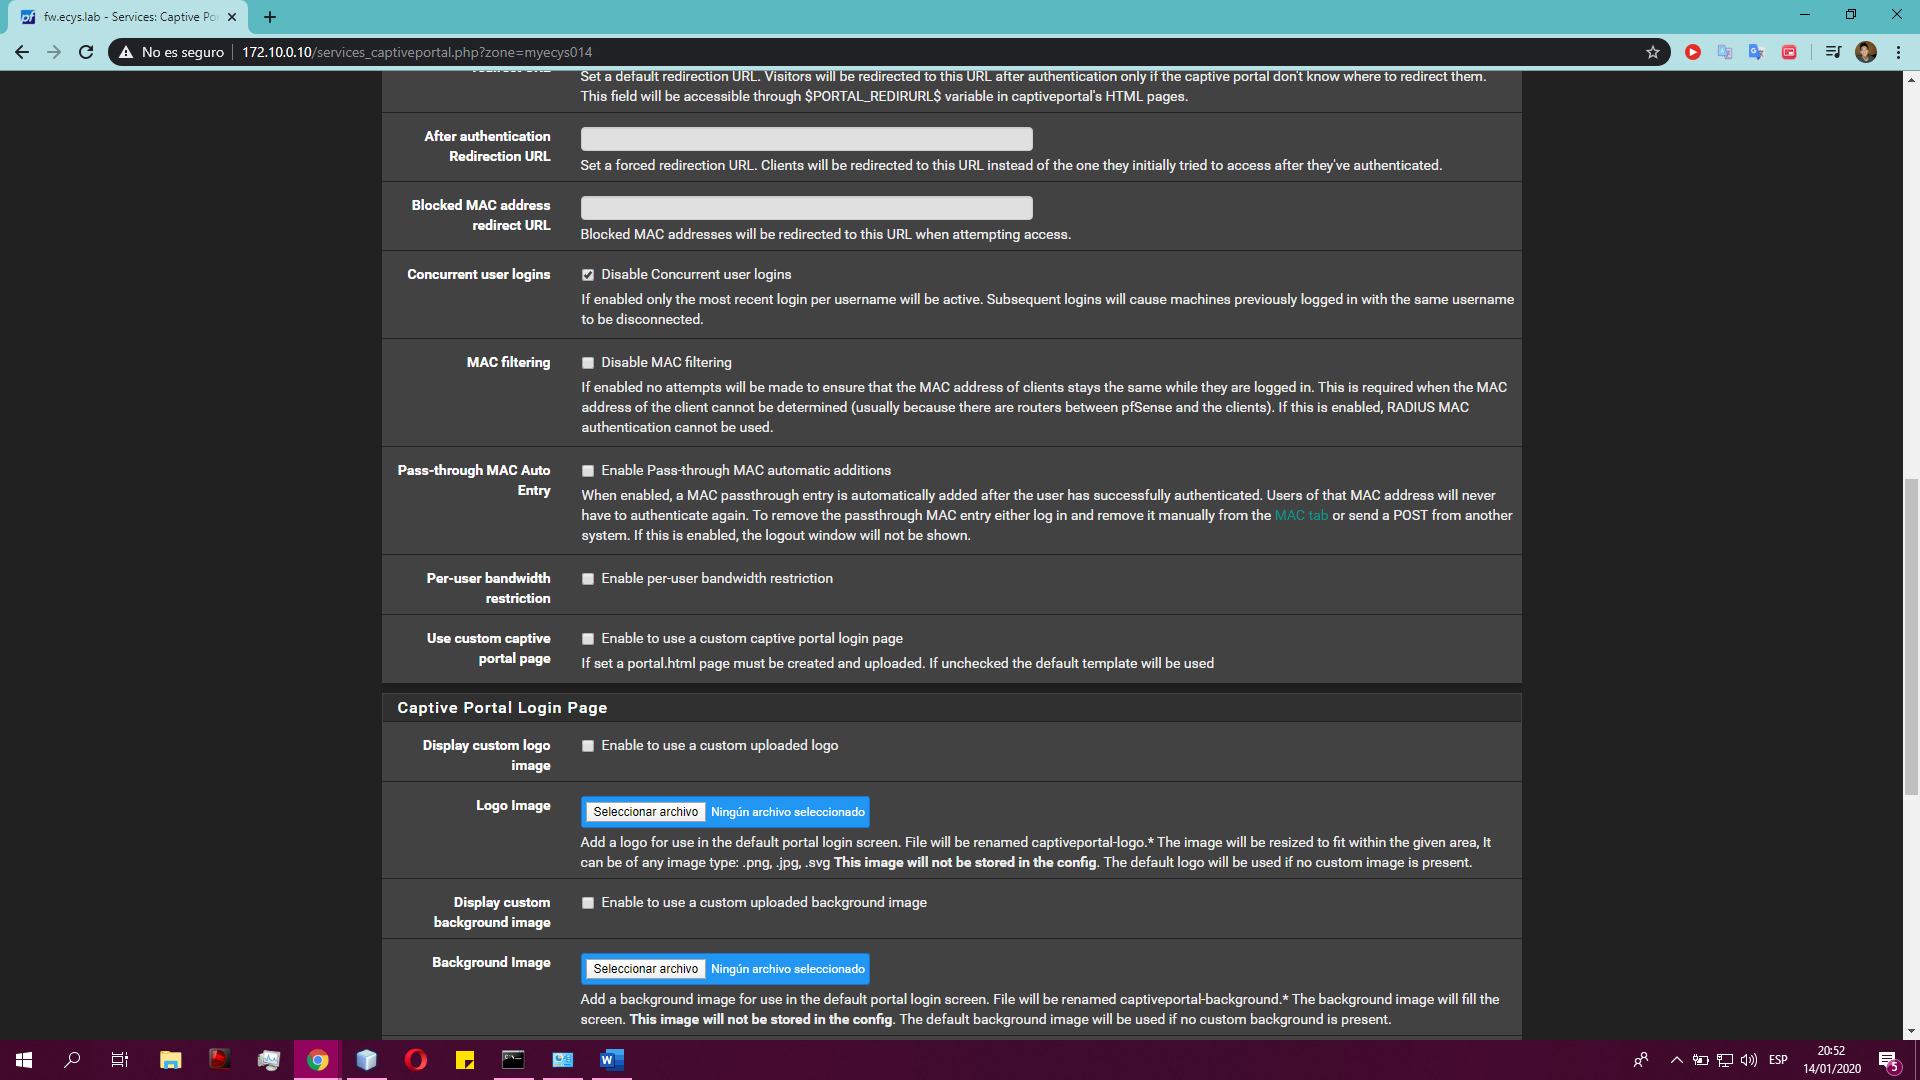 fw.ecys.lab - Services: Captive Po
No es seguro
172.10.0.10/services_captiveportal.php?zone=myecys014
Set a default redirection URL. Visitors will be redirected to this URL after authentication only if the captive portal don't know where to redirect them.
This field will be accessible through $PORTAL_REDIRURL$ variable in captiveportal's HTML pages.
After authentication
Redirection URL
Set a forced redirection URL. Clients will be redirected to this URL instead of the one they initially tried to access after they've authenticated.
Blocked MAC address
redirect URL
Blocked MAC addresses will be redirected to this URL when attempting access.
Concurrent user logins
Disable Concurrent user logins
If enabled only the most recent login per username will be active. Subsequent logins will cause machines previously logged in with the same username
to be disconnected.
MAC filtering
Disable MAC filtering
If enabled no attempts will be made to ensure that the MAC address of clients stays the same while they are logged in. This is required when the MAC
address of the client cannot be determined (usually because there are routers between pfSense and the clients). If this is enabled, RADIUS MAC
authentication cannot be used.
Pass-through MAC Auto
Entry
Enable Pass-through MAC automatic additions
When enabled, a MAC passthrough entry is automatically added after the user has successfully authenticated. Users of that MAC address will never
have to authenticate again. To remove the passthrough MAC entry either log in and remove it manually from the MAC tab or send a POST from another
system. If this is enabled, the logout window will not be shown.
Per-user bandwidth
restriction
Enable per-user bandwidth restriction
Use custom captive
portal page
Enable to use a custom captive portal login page
If set a portal.html page must be created and uploaded. If unchecked the default template will be used
Captive Portal Login Page
Display custom logo
image
Enable to use a custom uploaded logo
Logo Image
Seleccionar archivo Ningún archivo seleccionado
Add a logo for use in the default portal login screen. File will be renamed captiveportal-logo.* The image will be resized to fit within the given area, It
can be of any image type: .png, .jpg, .svg This image will not be stored in the config. The default logo will be used if no custom image is present.
Display custom
background image
Enable to use a custom uploaded background image
Background Image
Seleccionar archivo Ningún archivo seleccionado
Add a background image for use in the default portal login screen. File will be renamed captiveportal-background.* The background image will fill the
screen. This image will not be stored in the config. The default background image will be used if no custom background is present.
ESP
20:52
14/01/2020
5